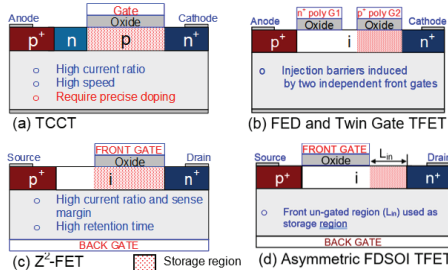 Gate
Anode
Oxide
Cathode
p⁺
n
p
n⁺
High current ratio
High speed
Require precise doping
(a) TCCT
n⁺ poly G1
p⁺ poly G2
Anode
Oxide
Oxide
Cathode
p⁺
i
n⁺
Injection barriers induced
by two independent front gates
(b) FED and Twin Gate TFET
Source
FRONT GATE
Oxide
Drain
p⁺
i
n⁺
High current ratio and sense
margin
High retention time
BACK GATE
(c) Z²-FET
Storage region
Source
FRONT GATE
Oxide
L_in
Drain
p⁺
i
n⁺
Front un-gated region (L_in) used as
storage region
BACK GATE
(d) Asymmetric FDSOI TFET